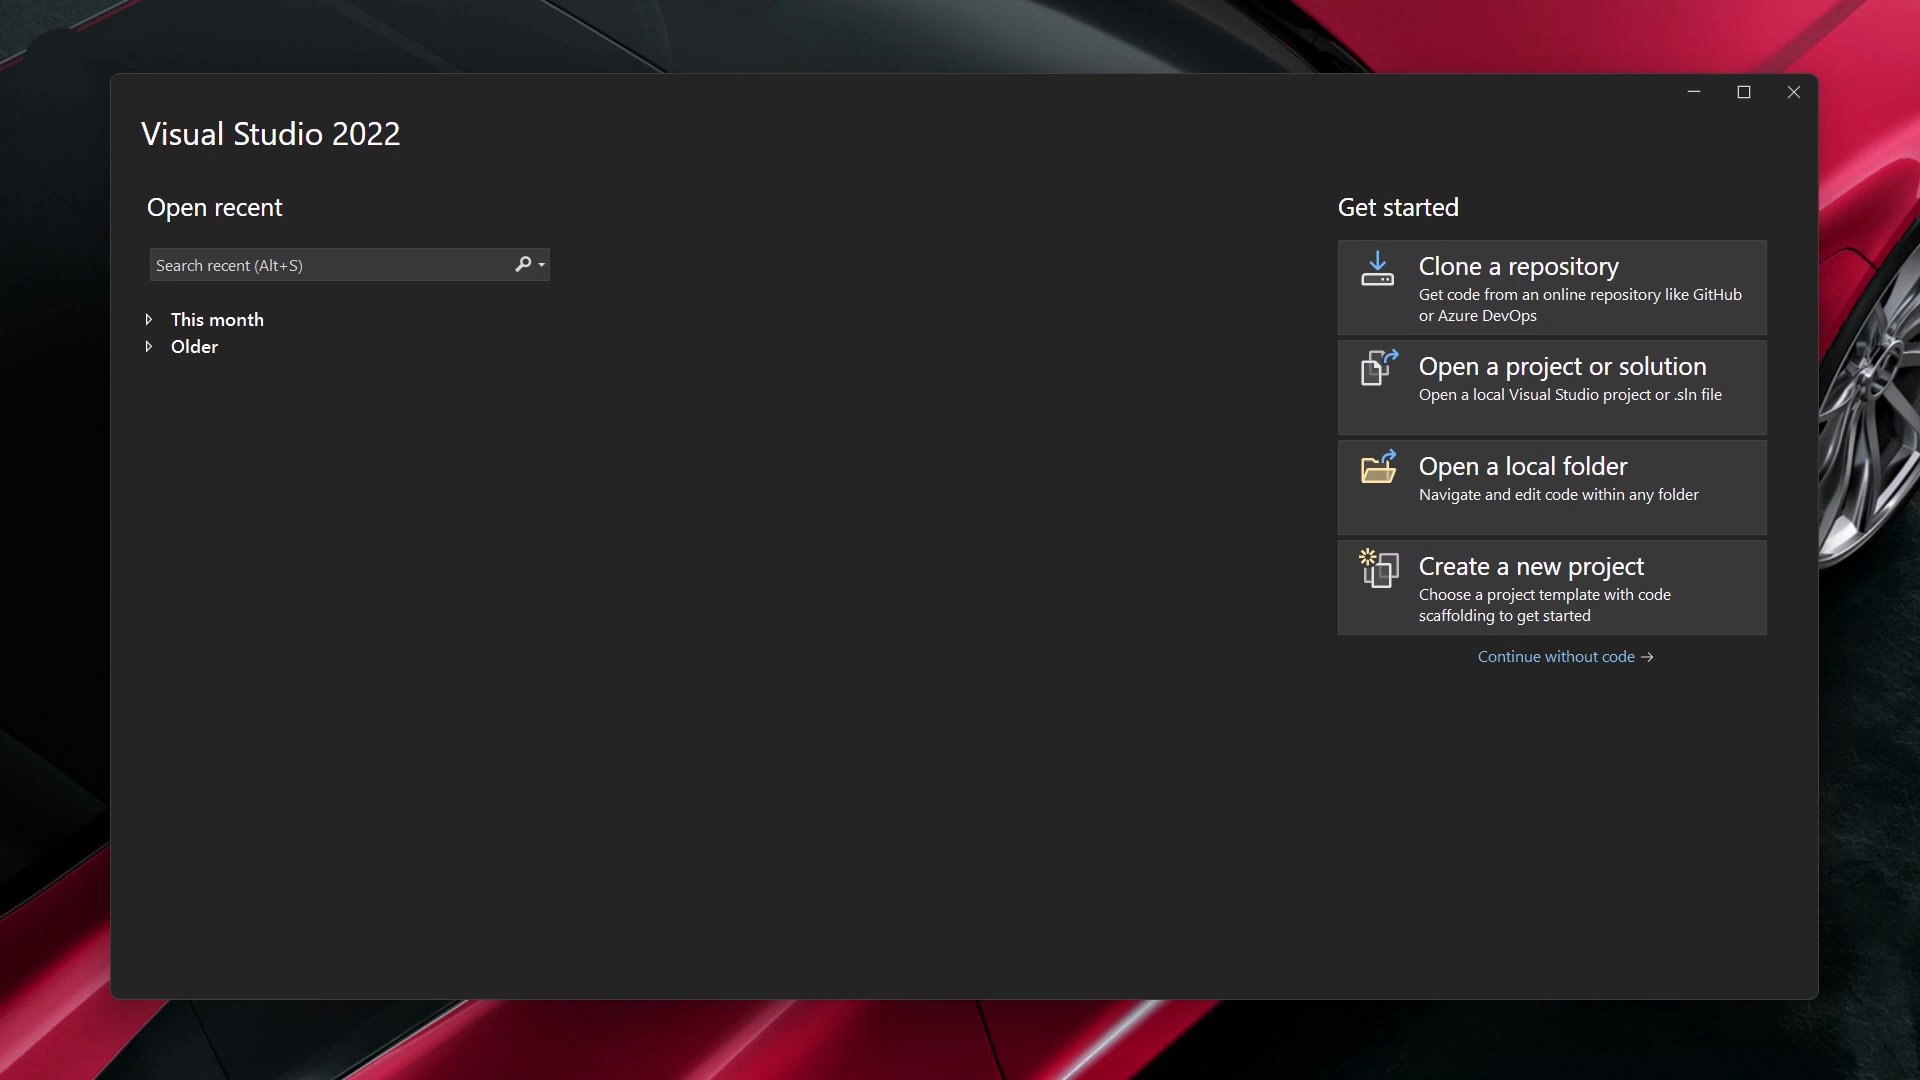 Visual Studio 2022
Open recent
Search recent (Alt+S)
This month
Older
Get started
Clone a repository
Get code from an online repository like GitHub
or Azure DevOps
Open a project or solution
Open a local Visual Studio project or .sln file
Open a local folder
Navigate and edit code within any folder
Create a new project
Choose a project template with code
scaffolding to get started
Continue without code →